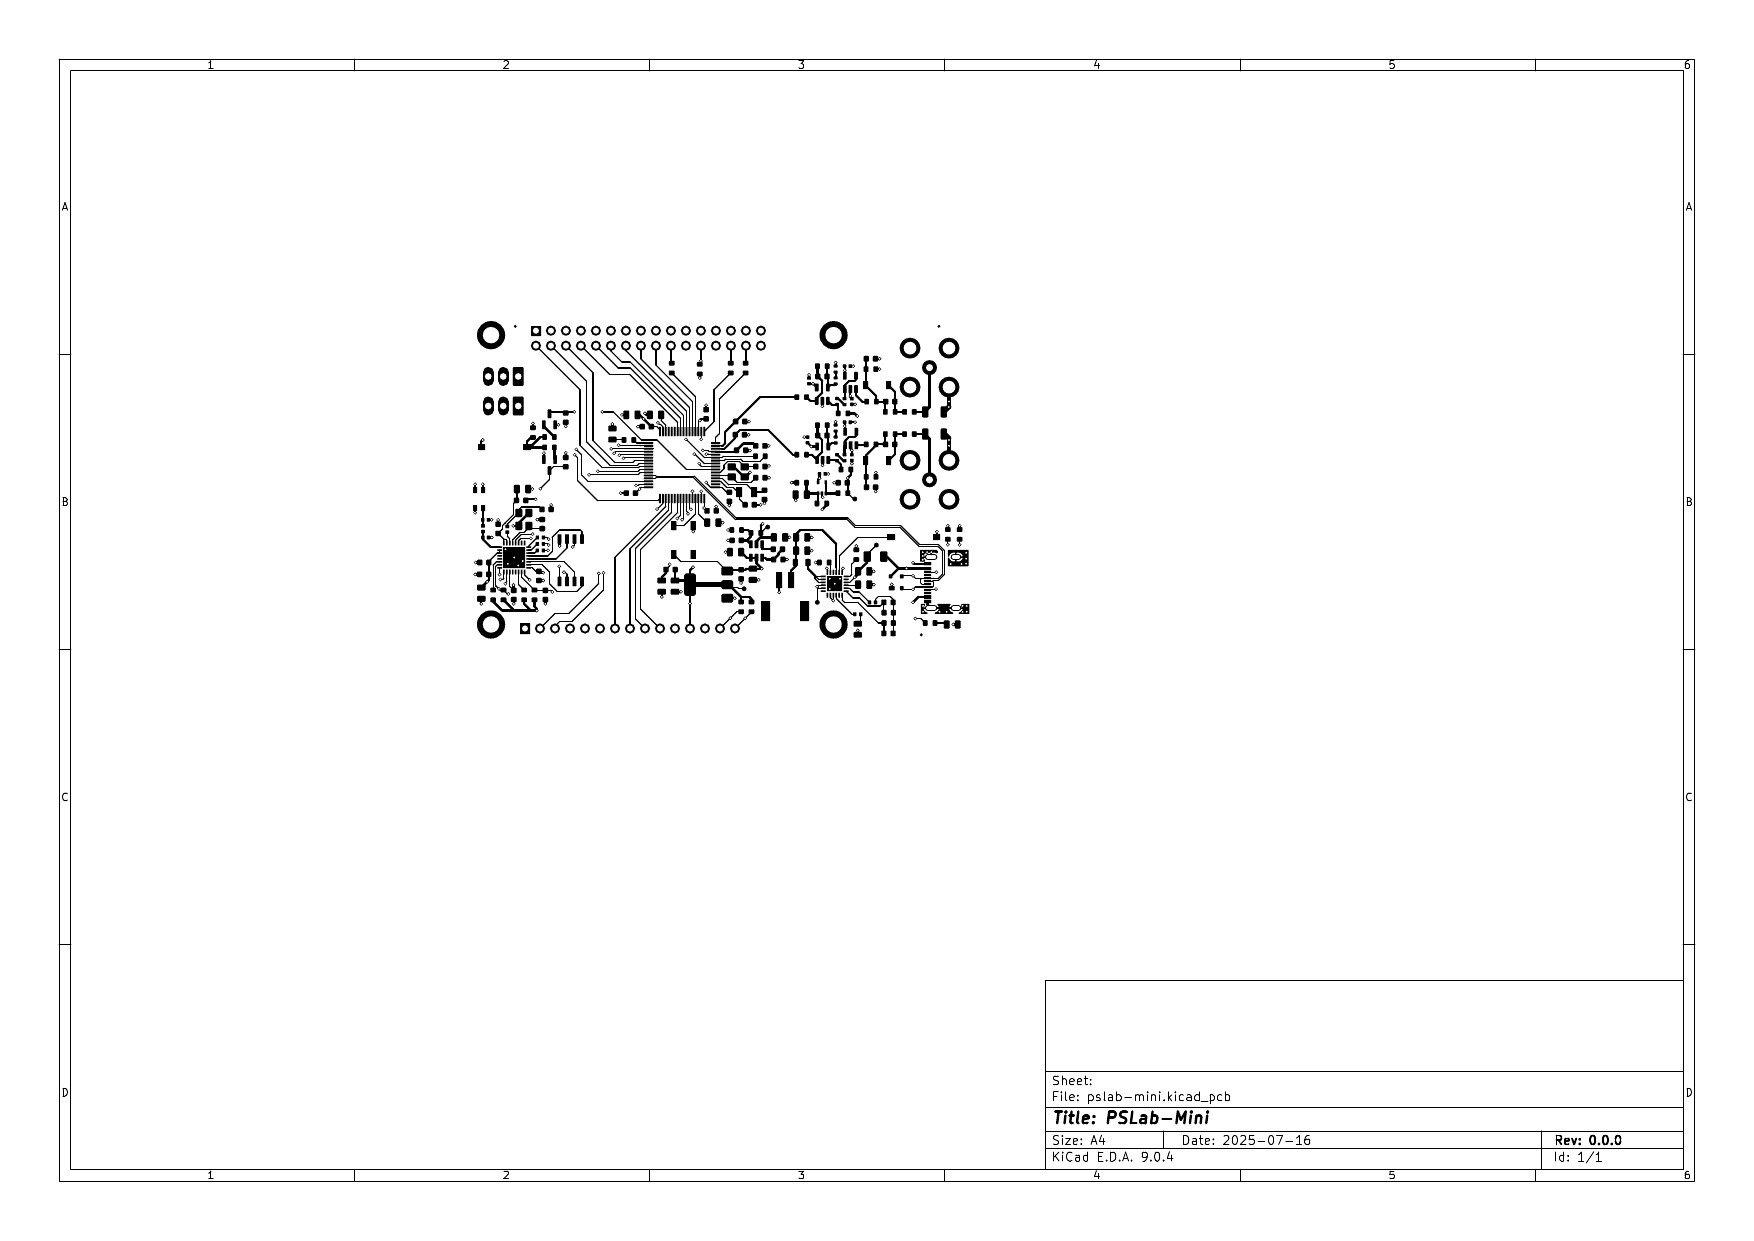 1 2 3 4 5 6
A A
B B
C C
D D
Sheet:
File: pslab-mini.kicad_pcb
Title: PSLab-Mini
Size: A4 Date: 2025-07-16 Rev: 0.0.0
KiCad E.D.A. 9.0.4 Id: 1/1
1 2 3 4 5 6